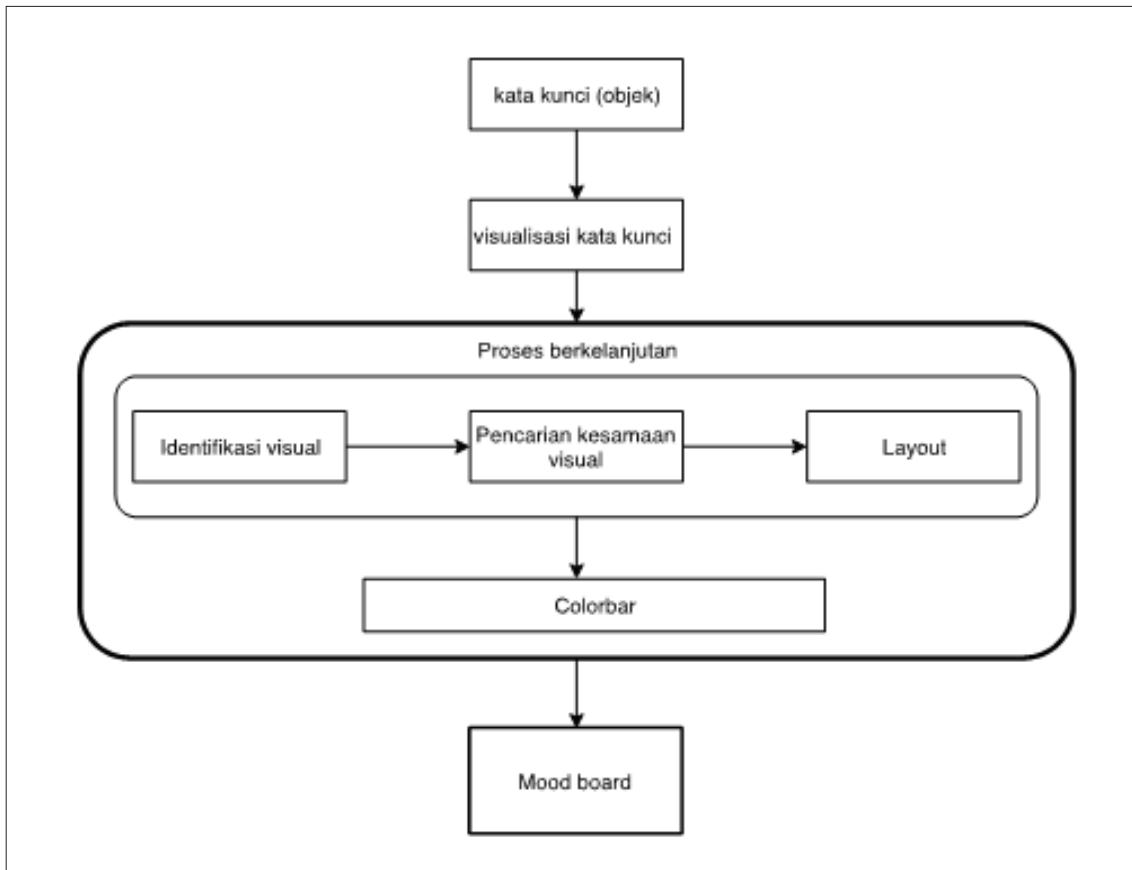 kata kunci (objek)
visualisasi kata kunci
Proses berkelanjutan
Identifikasi visual
Pencarian kesamaan
visual
Layout
Colorbar
Mood board